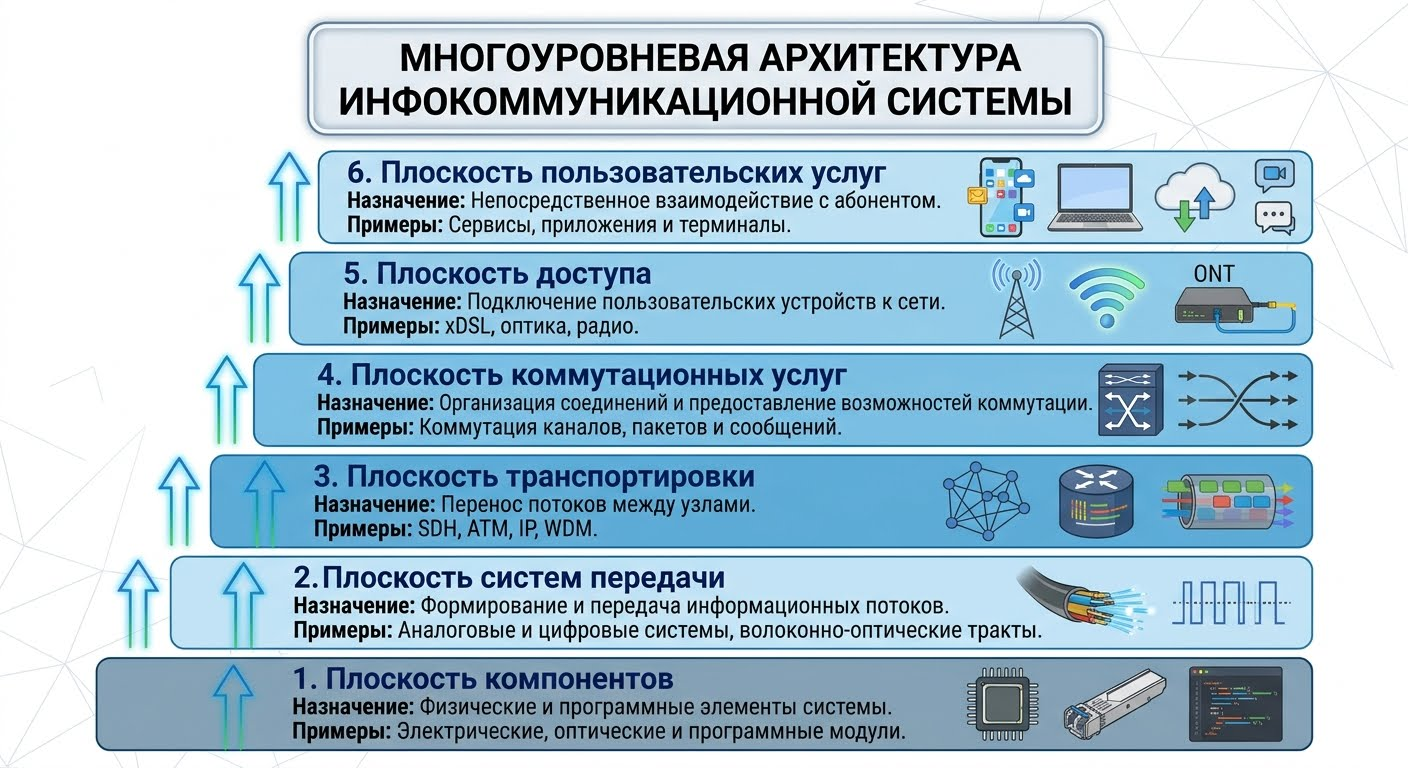 МНОГОУРОВНЕВАЯ АРХИТЕКТУРА
ИНФОКОММУНИКАЦИОННОЙ СИСТЕМЫ
6. Плоскость пользовательских услуг
Назначение: Непосредственное взаимодействие с абонентом.
Примеры: Сервисы, приложения и терминалы.
5. Плоскость доступа
Назначение: Подключение пользовательских устройств к сети.
Примеры: xDSL, оптика, радио.
ONT
4. Плоскость коммутационных услуг
Назначение: Организация соединений и предоставление возможностей коммутации.
Примеры: Коммутация каналов, пакетов и сообщений.
3. Плоскость транспортировки
Назначение: Перенос потоков между узлами.
Примеры: SDH, ATM, IP, WDM.
2. Плоскость систем передачи
Назначение: Формирование и передача информационных потоков.
Примеры: Аналоговые и цифровые системы, волоконно-оптические тракты.
1. Плоскость компонентов
Назначение: Физические и программные элементы системы.
Примеры: Электрические, оптические и программные модули.